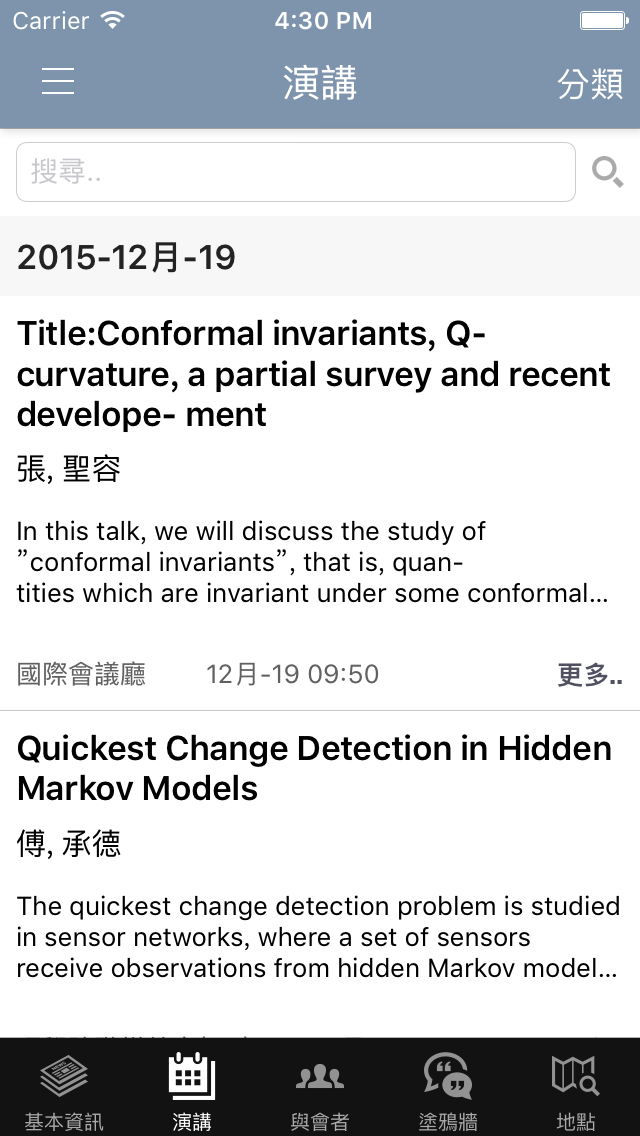 Carrier 4:30 PM
演講 分類
搜尋..
2015-12月-19
Title:Conformal invariants, Q-
curvature, a partial survey and recent
develope- ment
張, 聖容
In this talk, we will discuss the study of
”conformal invariants”, that is, quan-
tities which are invariant under some conformal...
國際會議廳 12月-19 09:50 更多..
Quickest Change Detection in Hidden
Markov Models
傅, 承德
The quickest change detection problem is studied
in sensor networks, where a set of sensors
receive observations from hidden Markov model...
基本資訊 演講 與會者 塗鴉牆 地點